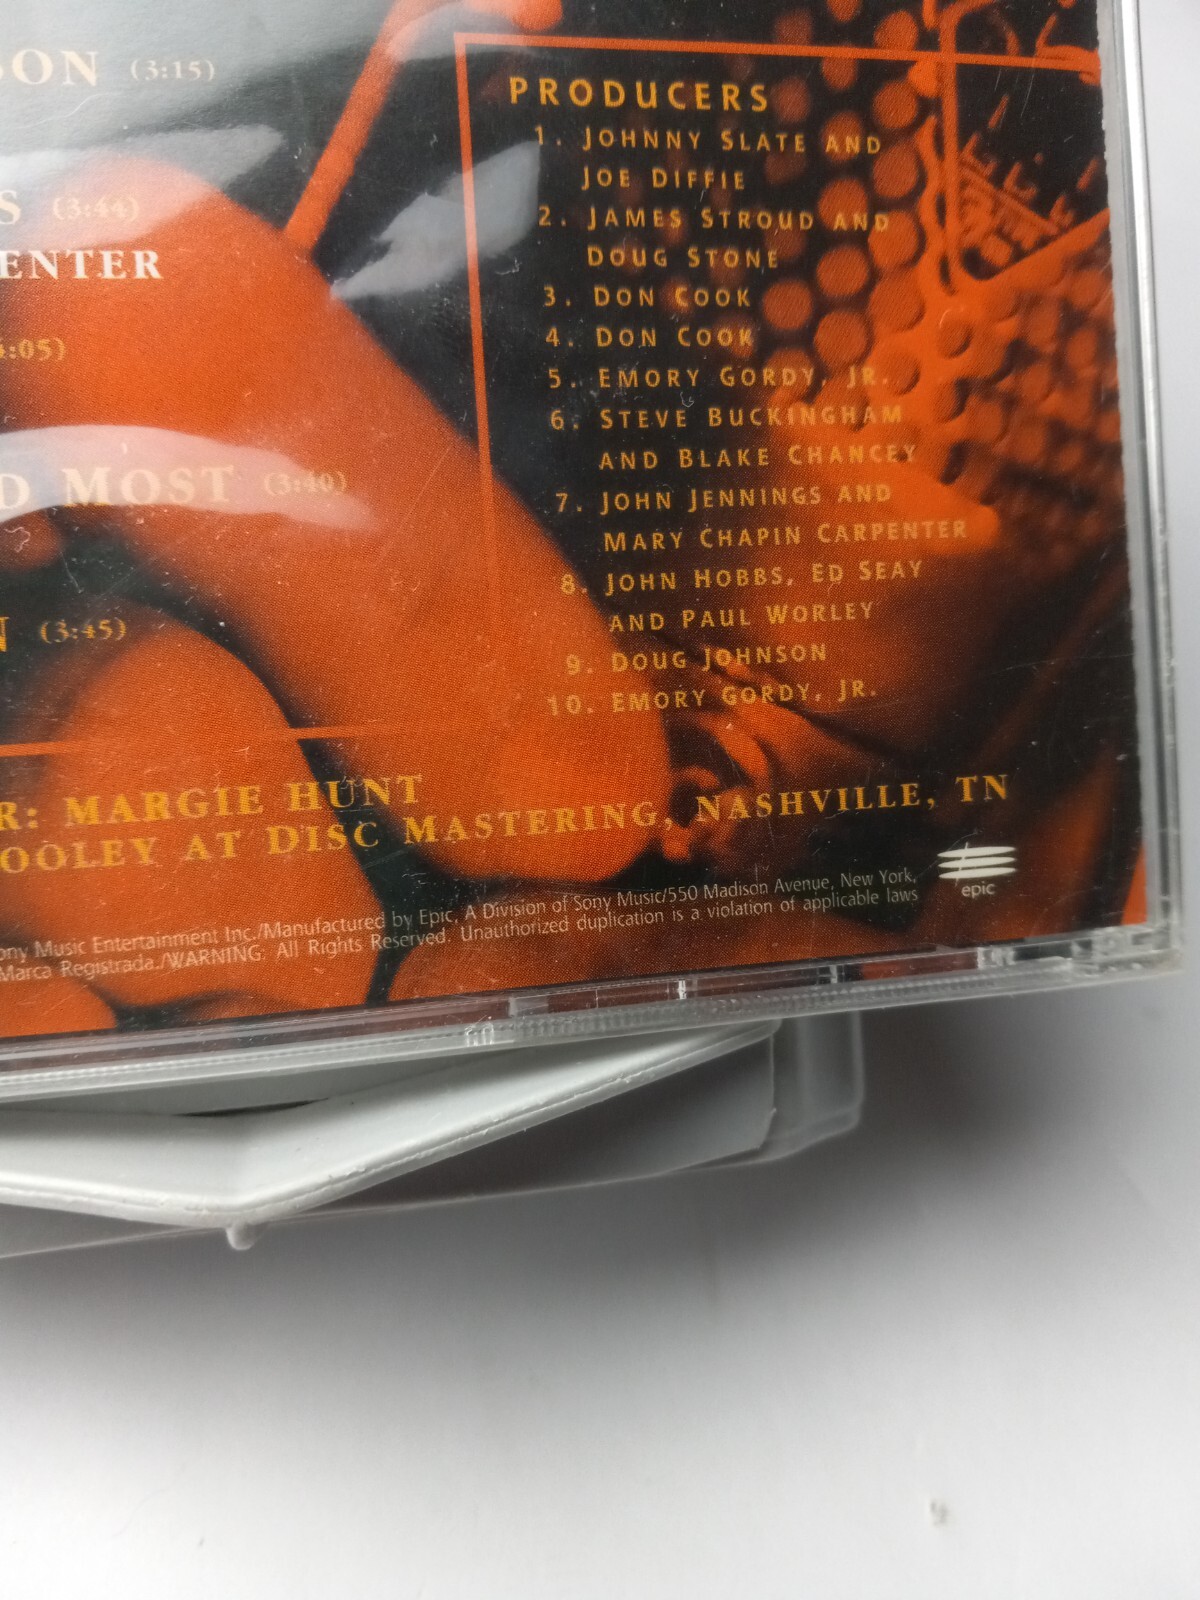 SON (3:15)
S (3:44)
ENTER
:05)
D MOST (3:40)
N (3:45)
PRODUCERS
1. JOHNNY SLATE AND
JOE DIFFIE
2. JAMES STROUD AND
DOUG STONE
3. DON COOK
4. DON COOK
5. EMORY GORDY, JR.
6. STEVE BUCKINGHAM
AND BLAKE CHANCEY
7. JOHN JENNINGS AND
MARY CHAPIN CARPENTER
8. JOHN HOBBS, ED SEAY
AND PAUL WORLEY
9. DOUG JOHNSON
10. EMORY GORDY, JR.
R: MARGIE HUNT
OOLEY AT DISC MASTERING, NASHVILLE, TN
ony Music Entertainment Inc./Manufactured by Epic, A Division of Sony Music/550 Madison Avenue, New York,
Marca Registrada./WARNING: All Rights Reserved. Unauthorized duplication is a violation of applicable laws
epic